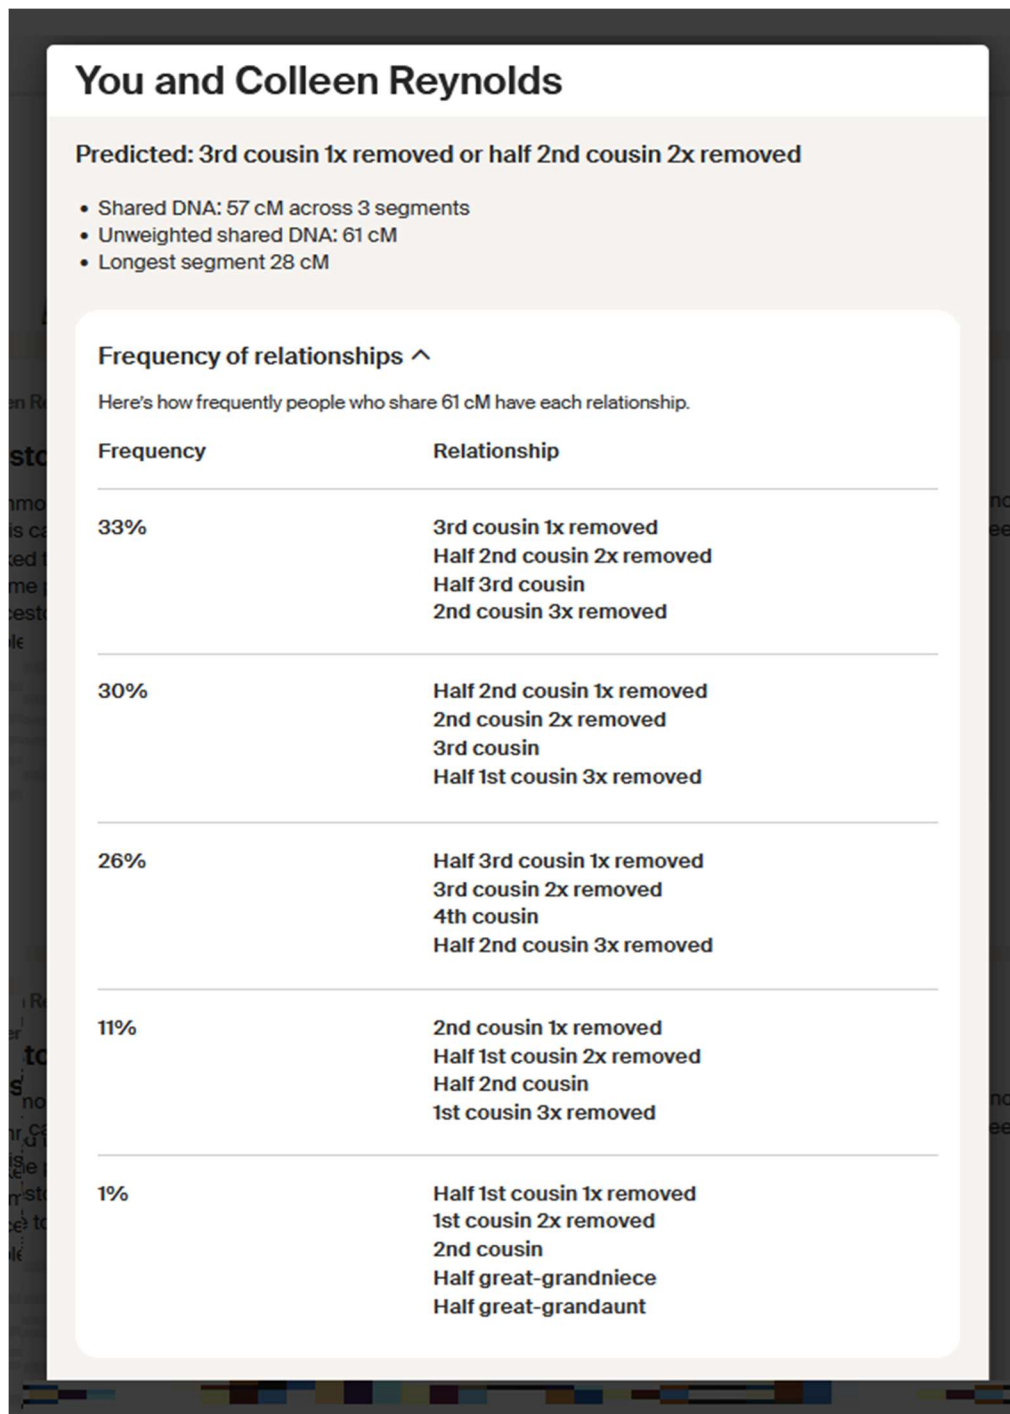 You and Colleen Reynolds
Predicted: 3rd cousin 1x removed or half 2nd cousin 2x removed
• Shared DNA: 57 cM across 3 segments
• Unweighted shared DNA: 61 cM
• Longest segment 28 cM
Frequency of relationships
Here's how frequently people who share 61 cM have each relationship.
Frequency Relationship
33% 3rd cousin 1x removed
Half 2nd cousin 2x removed
Half 3rd cousin
2nd cousin 3x removed
30% Half 2nd cousin 1x removed
2nd cousin 2x removed
3rd cousin
Half 1st cousin 3x removed
26% Half 3rd cousin 1x removed
3rd cousin 2x removed
4th cousin
Half 2nd cousin 3x removed
11% 2nd cousin 1x removed
Half 1st cousin 2x removed
Half 2nd cousin
1st cousin 3x removed
1% Half 1st cousin 1x removed
1st cousin 2x removed
2nd cousin
Half great-grandniece
Half great-grandaunt